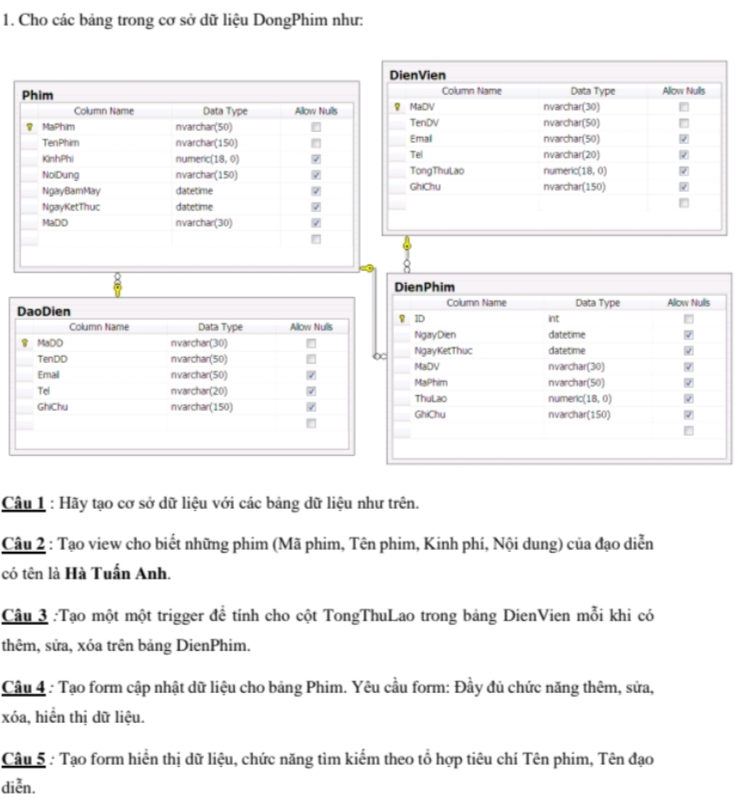 1. Cho các bảng trong cơ sở dữ liệu DongPhim như:
DienVien
Column Name Data Type Allow Nulls
MaDV nvarchar(30)
TenDV nvarchar(50)
Email nvarchar(50)
Tel nvarchar(20)
TongThuLao numeric(18, 0)
GhiChu nvarchar(150)
Phim
Column Name Data Type Allow Nulls
MaPhim nvarchar(50)
TenPhim nvarchar(150)
KinhPhi numeric(18, 0)
NoiDung nvarchar(150)
NgayBamMay datetime
NgayKetThuc datetime
MaDD nvarchar(30)
DaoDien
Column Name Data Type Allow Nulls
MaDD nvarchar(30)
TenDD nvarchar(50)
Email nvarchar(50)
Tel nvarchar(20)
GhiChu nvarchar(150)
DienPhim
Column Name Data Type Allow Nulls
ID int
NgayDien datetime
NgayKetThuc datetime
MaDV nvarchar(30)
MaPhim nvarchar(50)
ThuLao numeric(18, 0)
GhiChu nvarchar(150)
Câu 1 : Hãy tạo cơ sở dữ liệu với các bảng dữ liệu như trên.
Câu 2 : Tạo view cho biết những phim (Mã phim, Tên phim, Kinh phí, Nội dung) của đạo diễn
có tên là Hà Tuấn Anh.
Câu 3 :Tạo một một trigger để tính cho cột TongThuLao trong bảng DienVien mỗi khi có
thêm, sửa, xóa trên bảng DienPhim.
Câu 4 : Tạo form cập nhật dữ liệu cho bảng Phim. Yêu cầu form: Đầy đủ chức năng thêm, sửa,
xóa, hiển thị dữ liệu.
Câu 5 : Tạo form hiển thị dữ liệu, chức năng tìm kiếm theo tổ hợp tiêu chí Tên phim, Tên đạo
diễn.